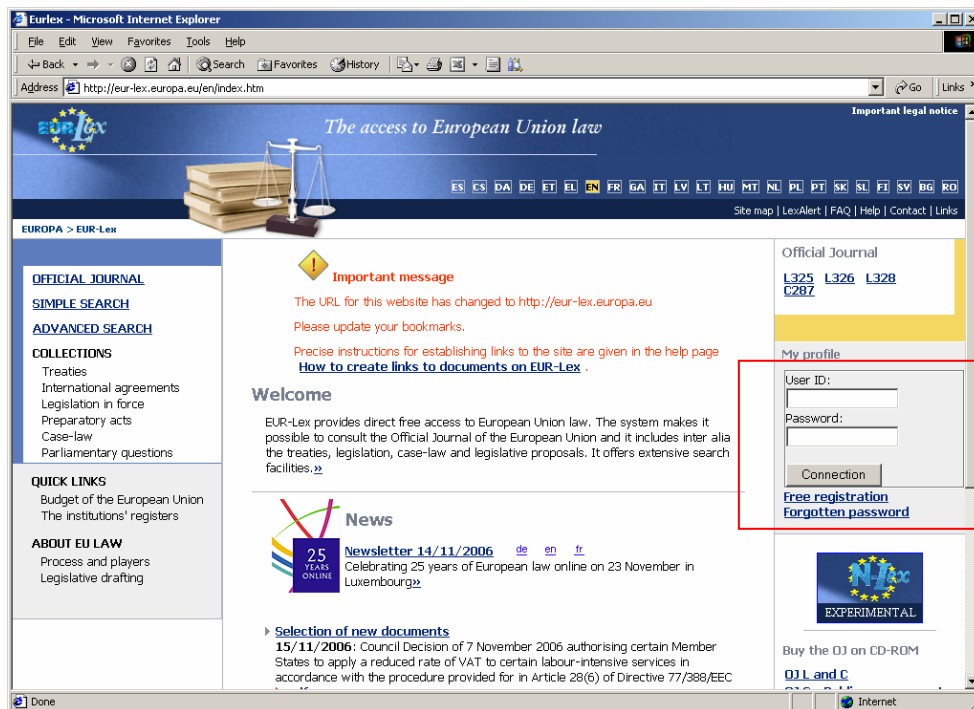 Eurlex - Microsoft Internet Explorer
File Edit View Favorites Tools Help
Back Search Favorites History
Address http://eur-lex.europa.eu/en/index.htm Go Links
EUR Lex
The access to European Union law
Important legal notice
ES CS DA DE ET EL EN FR GA IT LV LT HU MT NL PL PT SK SL FI SV BG RO
Site map | LexAlert | FAQ | Help | Contact | Links
EUROPA > EUR-Lex
OFFICIAL JOURNAL
SIMPLE SEARCH
ADVANCED SEARCH
COLLECTIONS
Treaties
International agreements
Legislation in force
Preparatory acts
Case-law
Parliamentary questions
QUICK LINKS
Budget of the European Union
The institutions' registers
ABOUT EU LAW
Process and players
Legislative drafting
Important message
The URL for this website has changed to http://eur-lex.europa.eu
Please update your bookmarks.
Precise instructions for establishing links to the site are given in the help page
How to create links to documents on EUR-Lex .
Welcome
EUR-Lex provides direct free access to European Union law. The system makes it
possible to consult the Official Journal of the European Union and it includes inter alia
the treaties, legislation, case-law and legislative proposals. It offers extensive search
facilities.»
25
YEARS
ONLINE
News
Newsletter 14/11/2006 de en fr
Celebrating 25 years of European law online on 23 November in
Luxembourg»
Selection of new documents
15/11/2006: Council Decision of 7 November 2006 authorising certain Member
States to apply a reduced rate of VAT to certain labour-intensive services in
accordance with the procedure provided for in Article 28(6) of Directive 77/388/EEC
Official Journal
L325 L326 L328
C287
My profile
User ID:
Password:
Connection
Free registration
Forgotten password
N-Lex
EXPERIMENTAL
Buy the OJ on CD-ROM
OJ L and C
Done
Internet